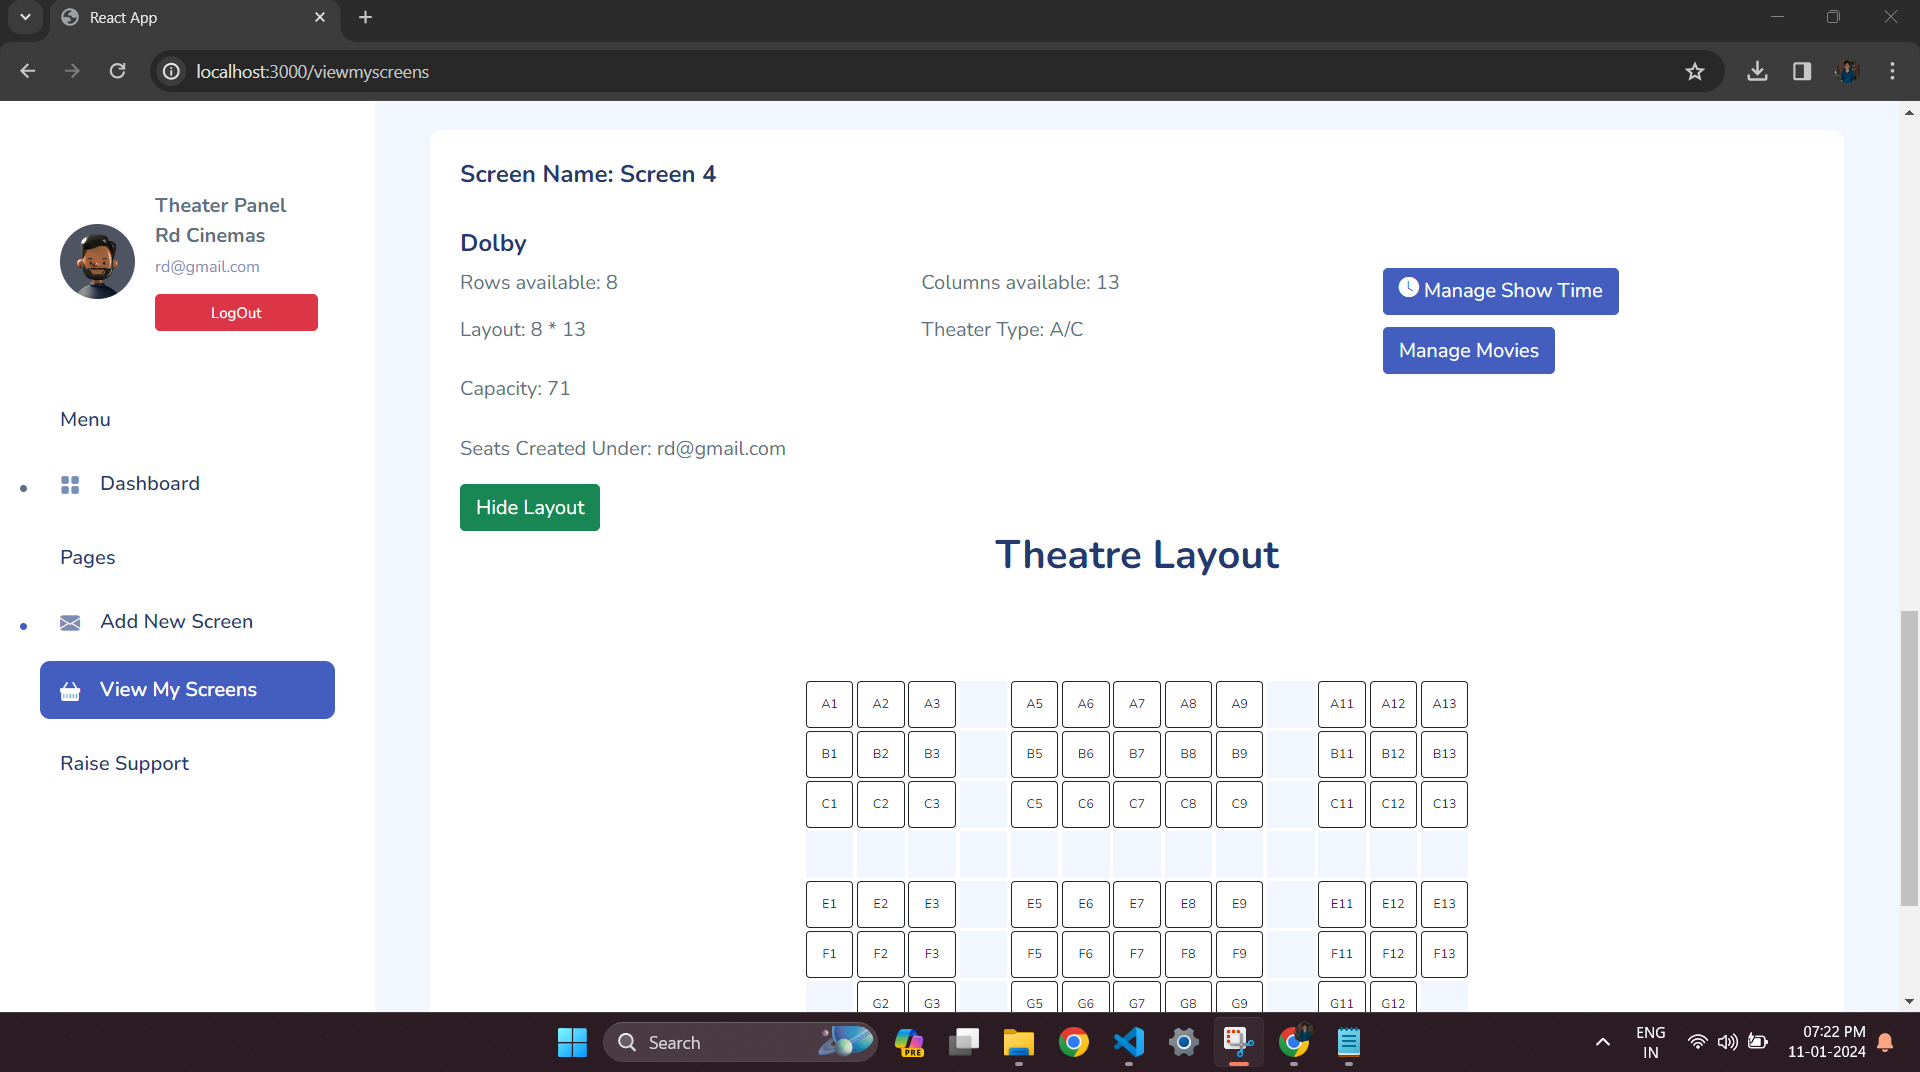 React App
localhost:3000/viewmyscreens
Theater Panel
Rd Cinemas
rd@gmail.com
LogOut
Menu
Dashboard
Pages
Add New Screen
View My Screens
Raise Support
Screen Name: Screen 4
Dolby
Rows available: 8
Columns available: 13
Manage Show Time
Layout: 8 * 13
Theater Type: A/C
Manage Movies
Capacity: 71
Seats Created Under: rd@gmail.com
Hide Layout
Theatre Layout
A1 A2 A3 A5 A6 A7 A8 A9 A11 A12 A13
B1 B2 B3 B5 B6 B7 B8 B9 B11 B12 B13
C1 C2 C3 C5 C6 C7 C8 C9 C11 C12 C13
E1 E2 E3 E5 E6 E7 E8 E9 E11 E12 E13
F1 F2 F3 F5 F6 F7 F8 F9 F11 F12 F13
G2 G3 G5 G6 G7 G8 G9 G11 G12
Search
PRE
ENG
IN
07:22 PM
11-01-2024